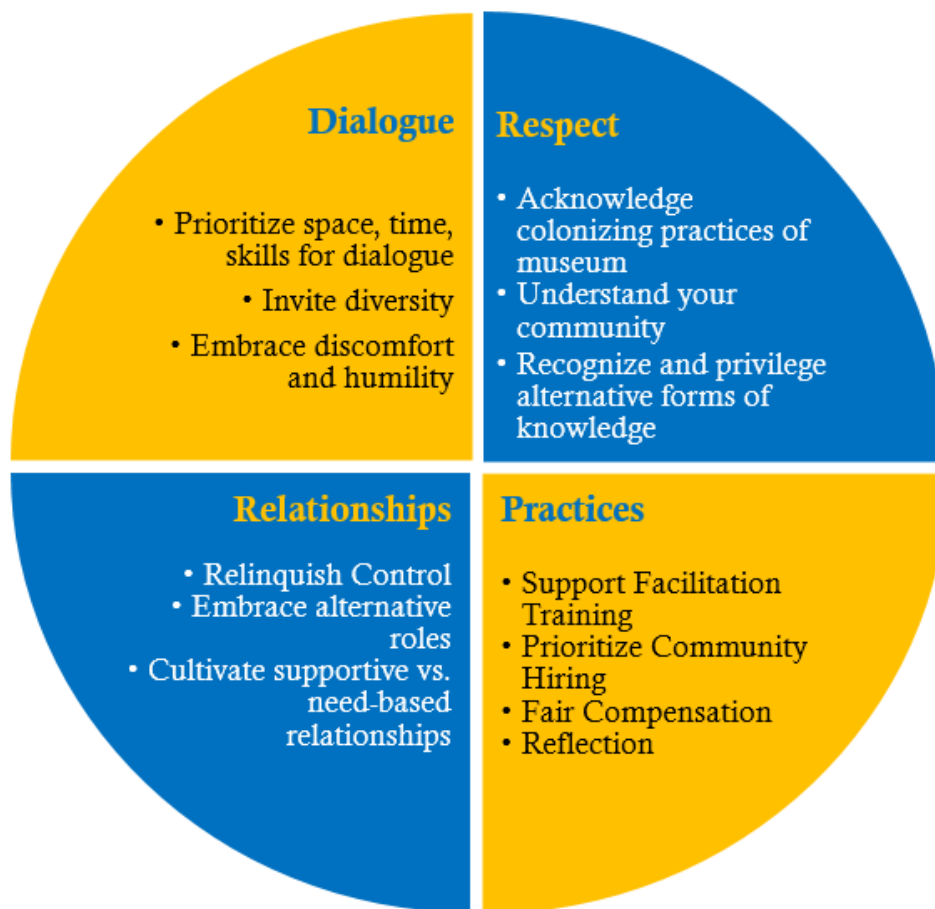 Dialogue
• Prioritize space, time,
skills for dialogue
• Invite diversity
• Embrace discomfort
and humility
Respect
• Acknowledge
colonizing practices of
museum
• Understand your
community
• Recognize and privilege
alternative forms of
knowledge
Relationships
• Relinquish Control
• Embrace alternative
roles
• Cultivate supportive vs.
need-based
relationships
Practices
• Support Facilitation
Training
• Prioritize Community
Hiring
• Fair Compensation
• Reflection